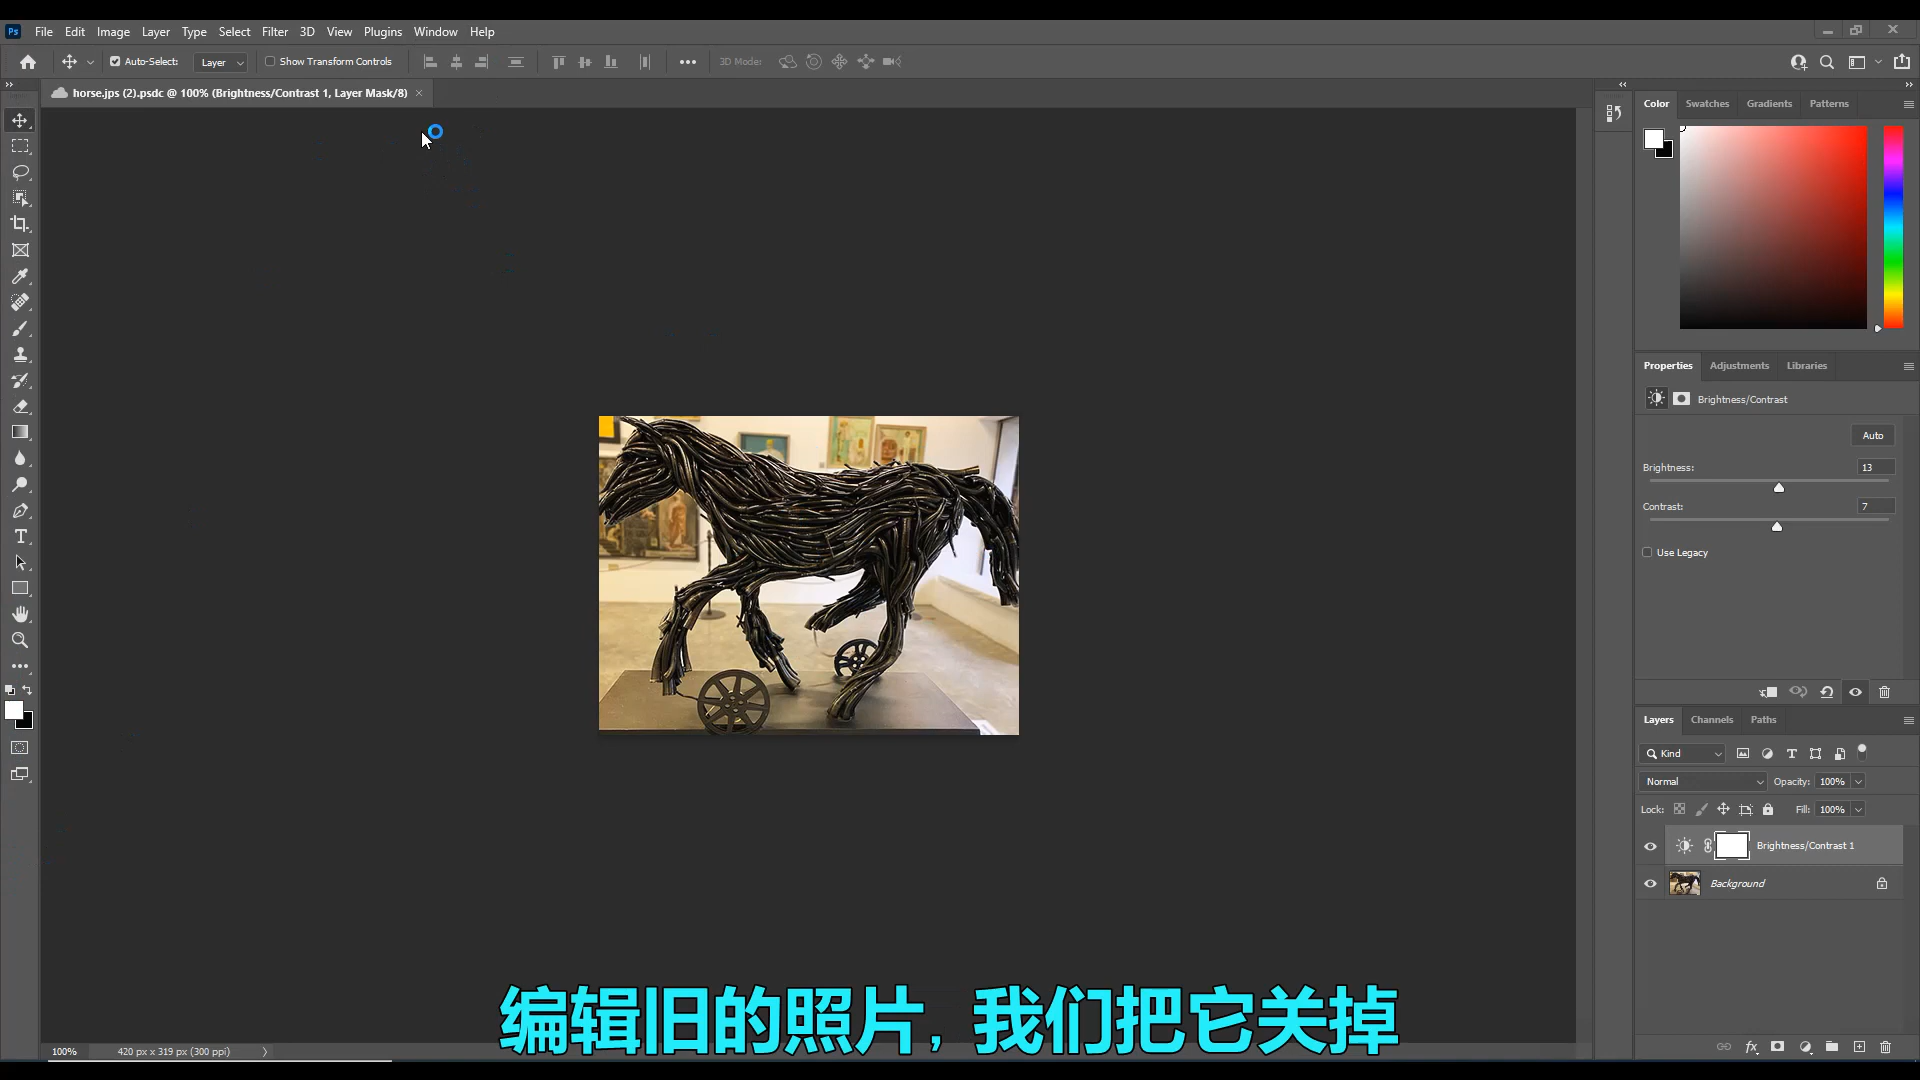 Ps File Edit Image Layer Type Select Filter 3D View Plugins Window Help
Auto-Select: Layer Show Transform Controls 3D Mode:
horse.jps (2).psdc @ 100% (Brightness/Contrast 1, Layer Mask/8)
Color Swatches Gradients Patterns
Properties Adjustments Libraries
Brightness/Contrast
Auto
Brightness: 13
Contrast: 7
Use Legacy
Layers Channels Paths
Kind
Normal Opacity: 100%
Lock: Fill: 100%
Brightness/Contrast 1
Background
编辑旧的照片, 我们把它关掉
100% 420 px x 319 px (300 ppi)